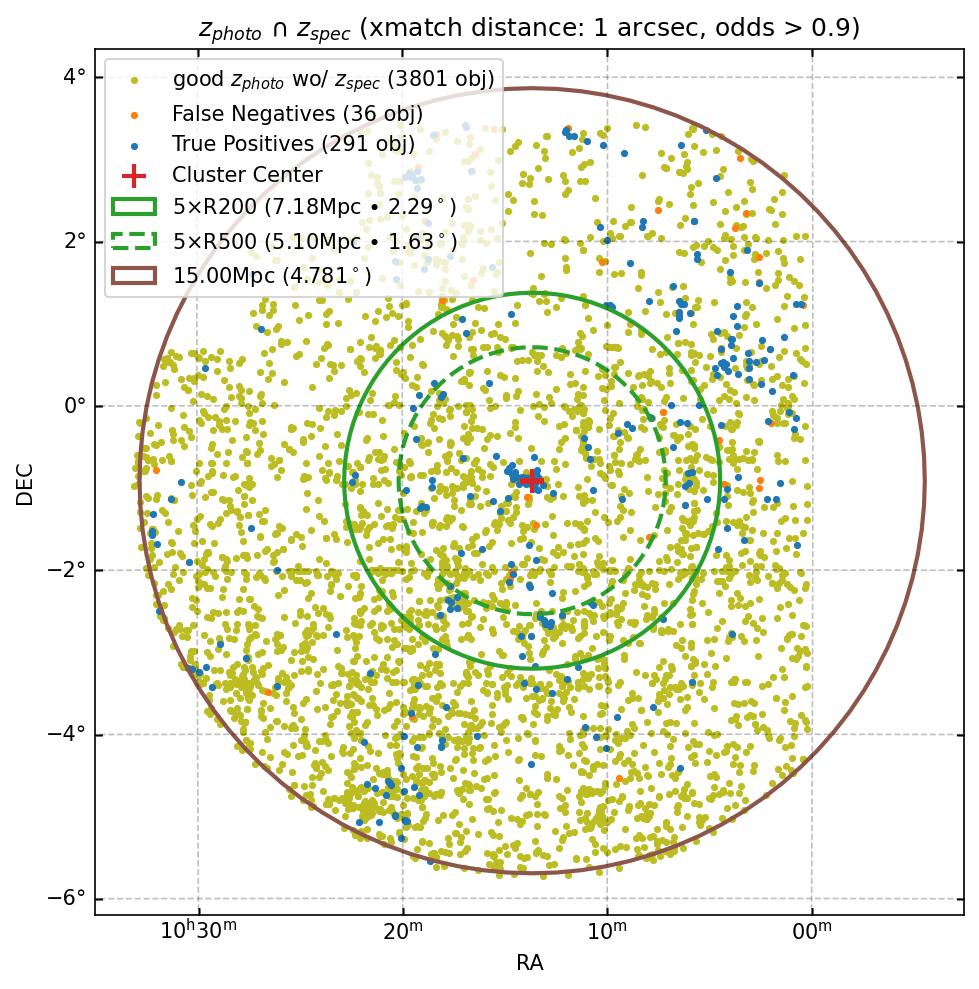 z_photo ∩ z_spec (xmatch distance: 1 arcsec, odds > 0.9)
good z_photo wo/ z_spec (3801 obj)
False Negatives (36 obj)
True Positives (291 obj)
Cluster Center
5×R200 (7.18Mpc • 2.29°)
5×R500 (5.10Mpc • 1.63°)
15.00Mpc (4.781°)
4°
2°
0°
−2°
−4°
−6°
DEC
10h30m 20m 10m 00m
RA